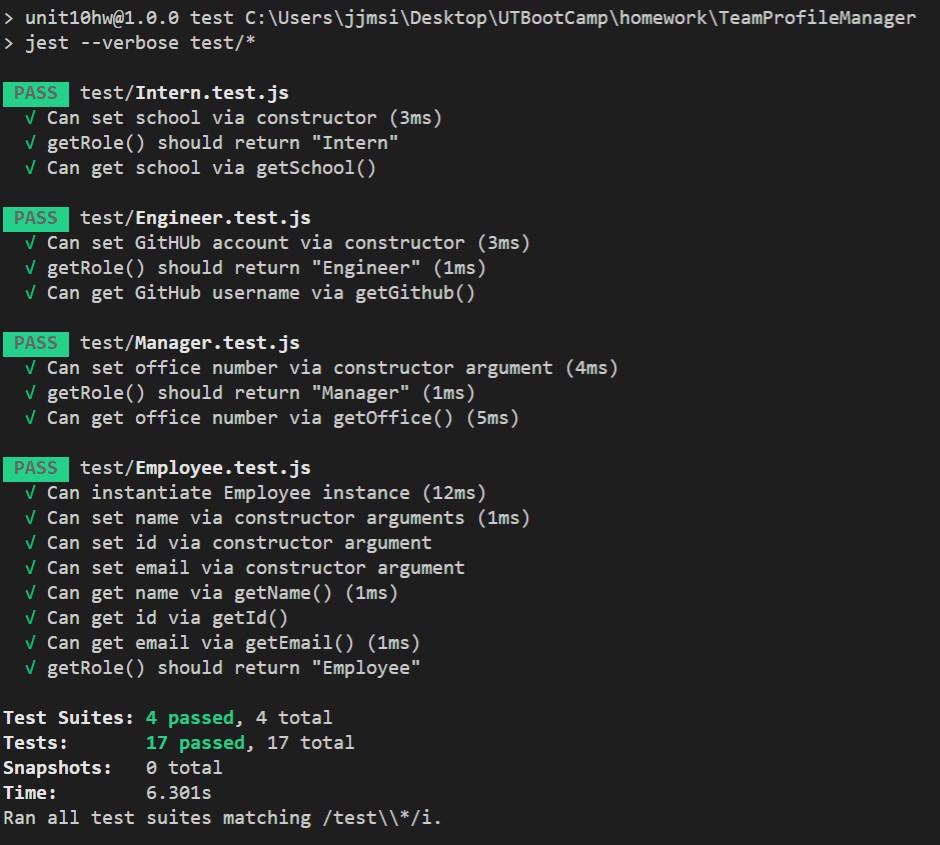 > unit10hw@1.0.0 test C:\Users\jjmsi\Desktop\UTBootCamp\homework\TeamProfileManager
> jest --verbose test/*
PASS test/Intern.test.js
√ Can set school via constructor (3ms)
√ getRole() should return "Intern"
√ Can get school via getSchool()
PASS test/Engineer.test.js
√ Can set GitHUb account via constructor (3ms)
√ getRole() should return "Engineer" (1ms)
√ Can get GitHub username via getGithub()
PASS test/Manager.test.js
√ Can set office number via constructor argument (4ms)
√ getRole() should return "Manager" (1ms)
√ Can get office number via getOffice() (5ms)
PASS test/Employee.test.js
√ Can instantiate Employee instance (12ms)
√ Can set name via constructor arguments (1ms)
√ Can set id via constructor argument
√ Can set email via constructor argument
√ Can get name via getName() (1ms)
√ Can get id via getId()
√ Can get email via getEmail() (1ms)
√ getRole() should return "Employee"
Test Suites: 4 passed, 4 total
Tests: 17 passed, 17 total
Snapshots: 0 total
Time: 6.301s
Ran all test suites matching /test\\*/i.